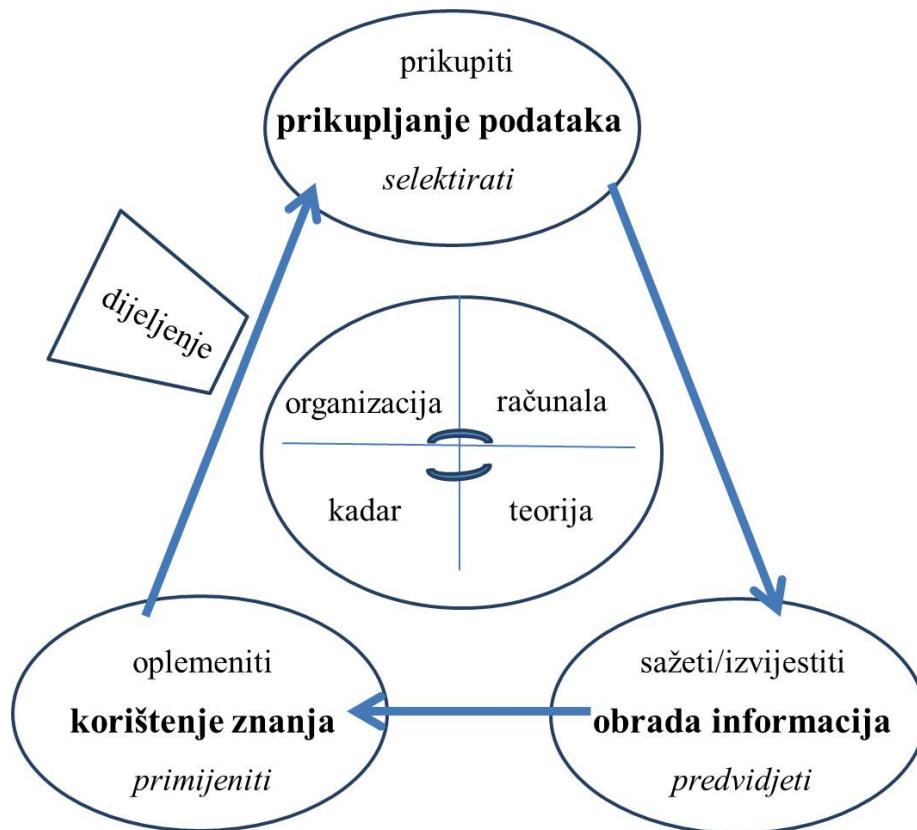 prikupiti
prikupljanje podataka
selektirati
dijeljenje
organizacija
računala
kadar
teorija
oplemeniti
korištenje znanja
primijeniti
sažeti/izvijestiti
obrada informacija
predvidjeti